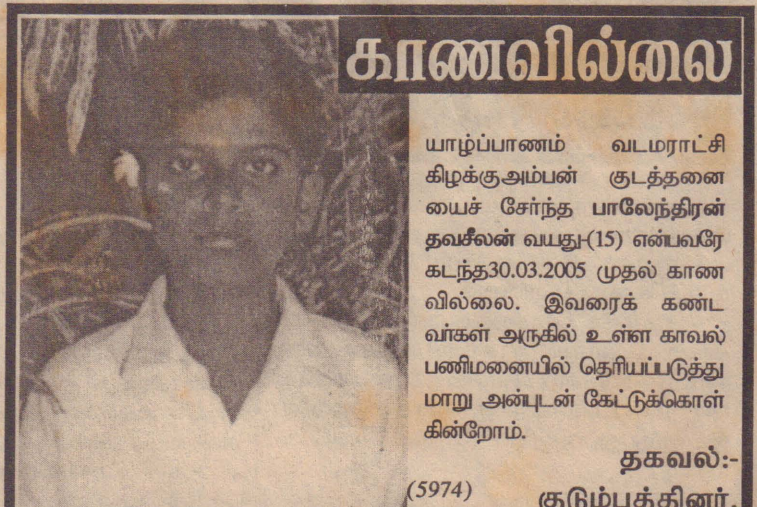 காணவில்லை
யாழ்ப்பாணம் வடமராட்சி
கிழக்குஅம்பன் குடத்தனை
யைச் சேர்ந்த பாலேந்திரன்
தவசீலன் வயது-(15) என்பவரே
கடந்த30.03.2005 முதல் காண
வில்லை. இவரைக் கண்ட
வர்கள் அருகில் உள்ள காவல்
பணிமனையில் தெரியப்படுத்து
மாறு அன்புடன் கேட்டுக்கொள்
கின்றோம்.
தகவல்:-
(5974) குடும்பத்தினர்.